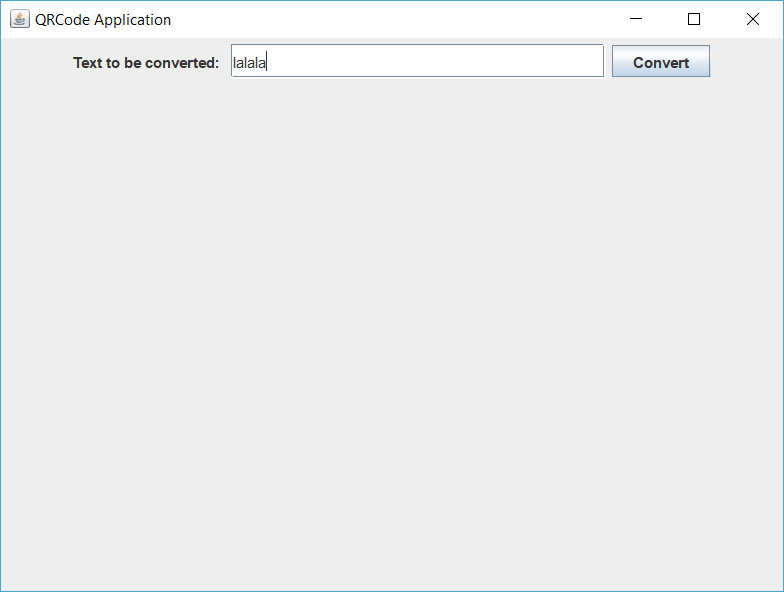 QRCode Application
Text to be converted: lalala Convert